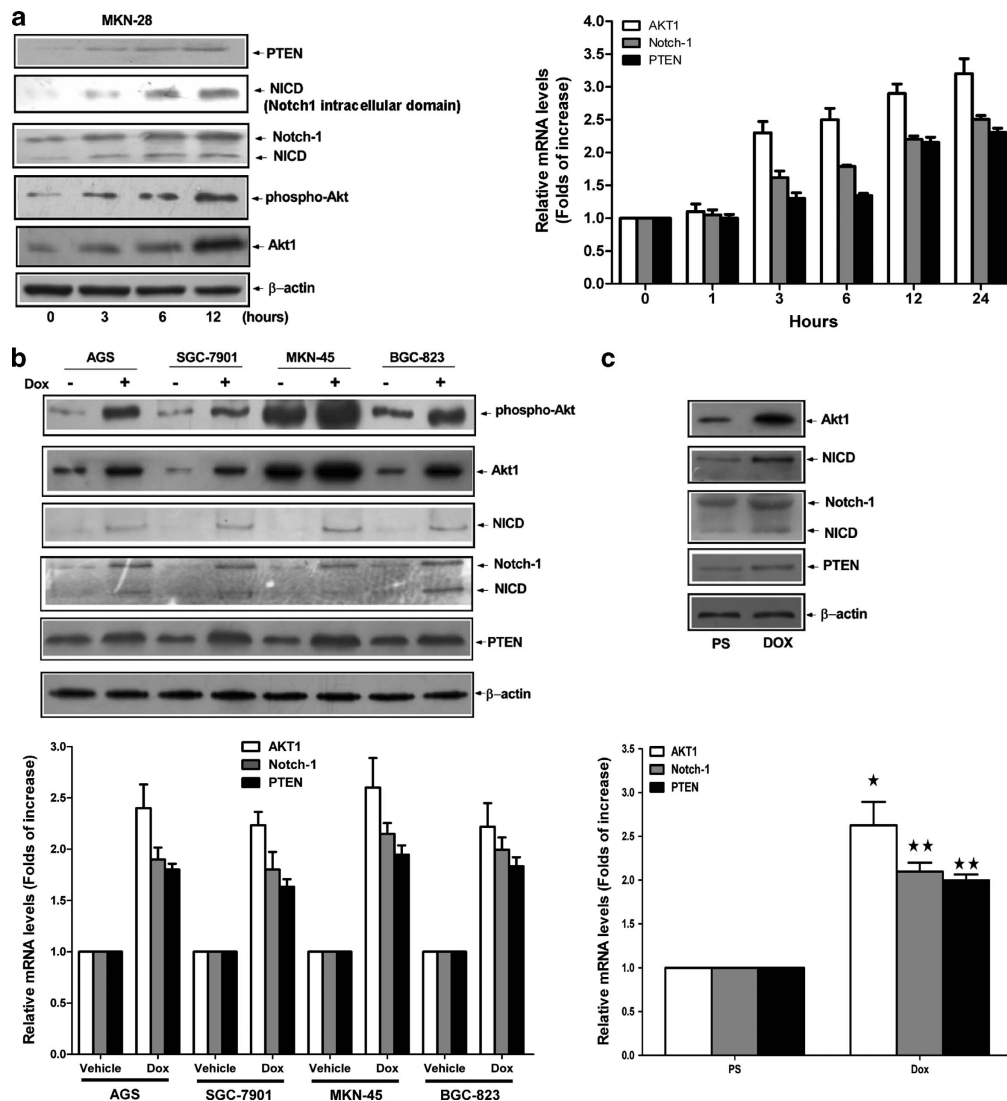 a
MKN-28
PTEN
NICD
(Notch1 intracellular domain)
Notch-1
NICD
phospho-Akt
Akt1
β-actin
0 3 6 12 (hours)
Relative mRNA levels
(Folds of increase)
4.0
3.5
3.0
2.5
2.0
1.5
1.0
0.5
0.0
AKT1
Notch-1
PTEN
0 1 3 6 12 24
Hours
b
AGS SGC-7901 MKN-45 BGC-823
Dox - + - + - + - +
phospho-Akt
Akt1
NICD
Notch-1
NICD
PTEN
β-actin
Relative mRNA levels (Folds of increase)
3.0
2.5
2.0
1.5
1.0
0.5
0.0
AKT1
Notch-1
PTEN
Vehicle Dox Vehicle Dox Vehicle Dox Vehicle Dox
AGS SGC-7901 MKN-45 BGC-823
c
Akt1
NICD
Notch-1
NICD
PTEN
β-actin
PS DOX
Relative mRNA levels (Folds of increase)
3.5
3.0
2.5
2.0
1.5
1.0
0.5
0.0
AKT1
Notch-1
PTEN
★
★★
★★
PS Dox